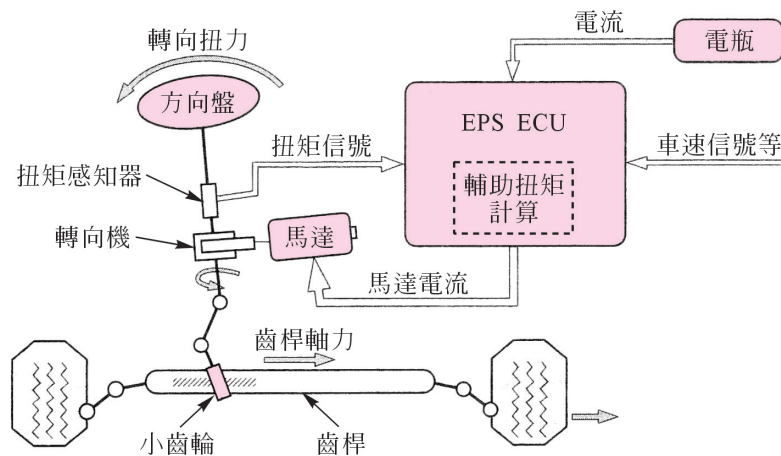 轉向扭力
電流
電瓶
方向盤
EPS ECU
扭矩信號
車速信號等
扭矩感知器
輔助扭矩
計算
轉向機
馬達
馬達電流
齒桿軸力
小齒輪
齒桿